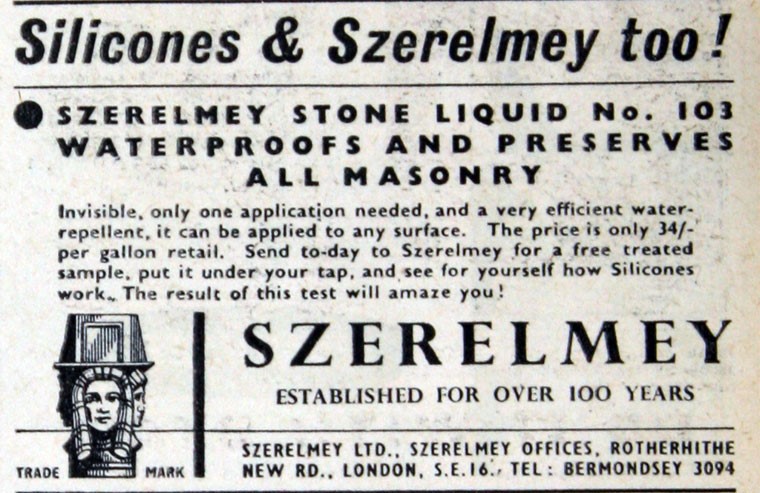 Silicones & Szerelmey too!
SZERELMEY STONE LIQUID No. 103
WATERPROOFS AND PRESERVES
ALL MASONRY
Invisible, only one application needed, and a very efficient water-
repellent, it can be applied to any surface. The price is only 34/-
per gallon retail. Send to-day to Szerelmey for a free treated
sample, put it under your tap, and see for yourself how Silicones
work. The result of this test will amaze you!
SZERELMEY
ESTABLISHED FOR OVER 100 YEARS
SZERELMEY LTD., SZERELMEY OFFICES, ROTHERHITHE
NEW RD., LONDON, S.E.16. TEL: BERMONDSEY 3094
TRADE MARK